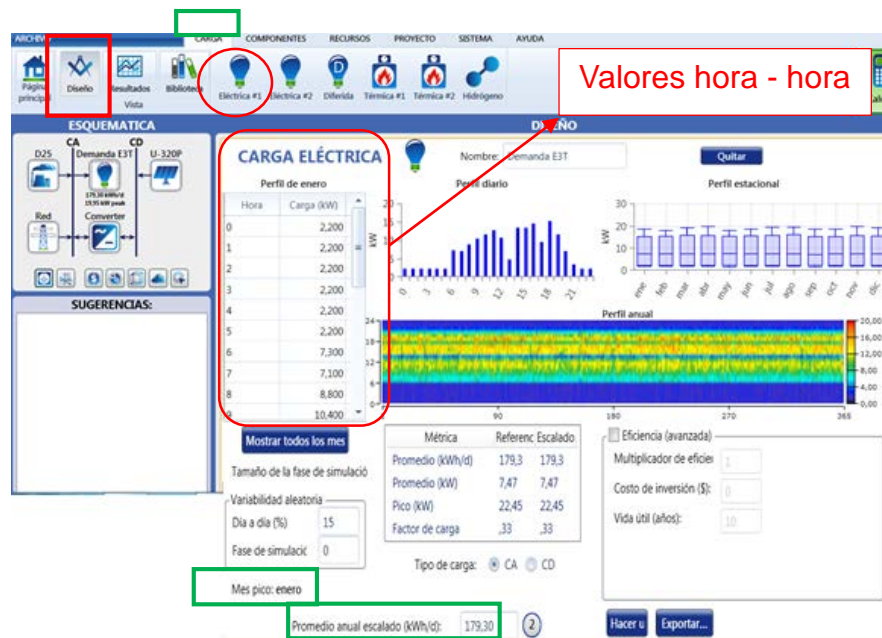 ARCHIVO CARGA COMPONENTES RECURSOS PROYECTO SISTEMA AYUDA
Página principal
Diseño
Resultados
Biblioteca
Vista
Eléctrica #1
Eléctrica #2
Diferida
Térmica #1
Térmica #2
Hidrógeno
Valores hora - hora
ESQUEMATICA
DISEÑO
CA CD
D25 Demanda E3T U-320P
179,30 kWh/d
19,95 kW peak
Red Converter
SUGERENCIAS:
CARGA ELÉCTRICA
Nombre: Demanda E3T
Quitar
Perfil de enero
Hora Carga (kW)
0 2,200
1 2,200
2 2,200
3 2,200
4 2,200
5 2,200
6 7,300
7 7,100
8 8,800
9 10,400
Perfil diario
kW
20
15
5
0
0 3 6 9 12 15 18 21
Perfil estacional
kW
30
20
10
0
ene feb mar abr may jun jul ago sep oct nov dic
Perfil anual
24
18
12
6
0
90 180 270 365
20,00
16,00
8,00
4,00
0,00
Mostrar todos los mes
Tamaño de la fase de simulació
Variabilidad aleatoria
Día a día (%) 15
Fase de simulacić 0
Mes pico: enero
Métrica Referenc Escalado
Promedio (kWh/d) 179,3 179,3
Promedio (kW) 7,47 7,47
Pico (kW) 22,45 22,45
Factor de carga ,33 ,33
Tipo de carga: CA CD
Eficiencia (avanzada)
Multiplicador de eficier 1
Costo de inversión ($): 0
Vida útil (años): 10
Promedio anual escalado (kWh/d): 179,30 2
Hacer u
Exportar...